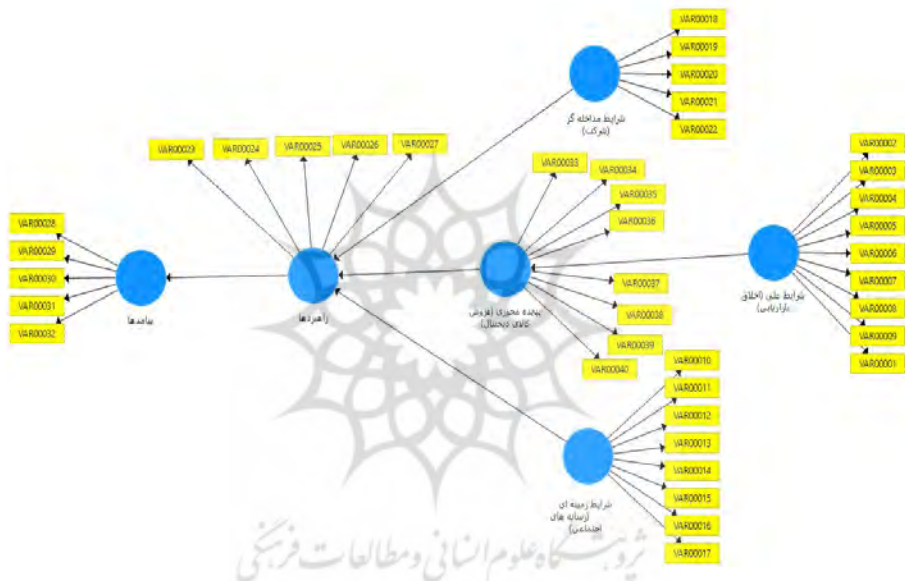 VAR00018
VAR00019
VAR00020
VAR00021
VAR00022
شرایط مداخله گر
(شرکت)
VAR00023
VAR00024
VAR00025
VAR00026
VAR00027
VAR00033
VAR00034
VAR00035
VAR00036
VAR00037
VAR00038
VAR00039
VAR00040
پدیده محوری (فروش
کالای دیجیتال)
VAR00002
VAR00003
VAR00004
VAR00005
VAR00006
VAR00007
VAR00008
VAR00009
VAR00001
شرایط علی (اخلاق
بازاریابی)
VAR00028
VAR00029
VAR00030
VAR00031
VAR00032
پیامدها
راهبردها
VAR00010
VAR00011
VAR00012
VAR00013
VAR00014
VAR00015
VAR00016
VAR00017
شرایط زمینه ای
(رسانه های
اجتماعی)
پژوهشگاه علوم انسانی و مطالعات فرهنگی